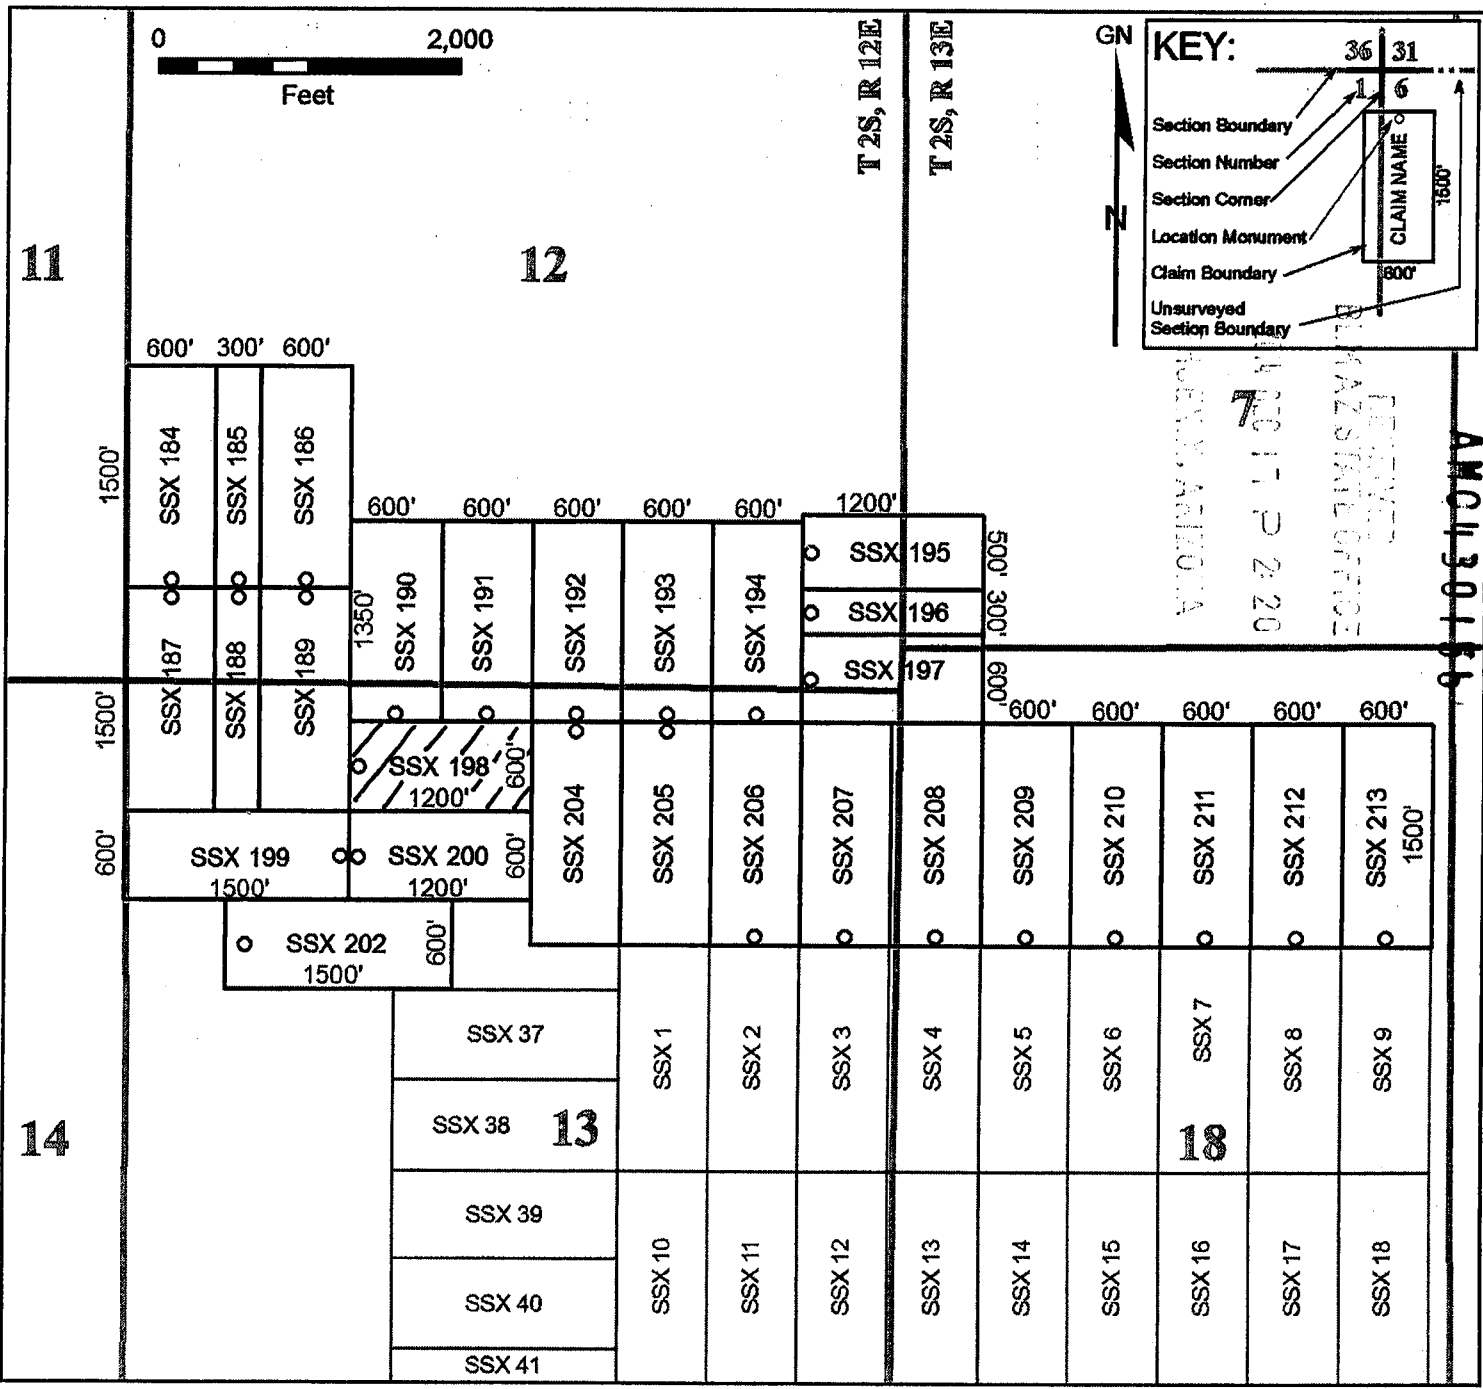 0 2,000
Feet
T 2S, R 12E
T 2S, R 13E
GN
N
KEY:
36 31
1 6
Section Boundary
Section Number
Section Corner
Location Monument
Claim Boundary
Unsurveyed
Section Boundary
CLAIM NAME
1500'
600'
11
12
7
600' 300' 600'
1500'
SSX 184
SSX 185
SSX 186
600' 600' 600' 600' 600' 1200'
1350'
SSX 190
SSX 191
SSX 192
SSX 193
SSX 194
SSX 195
500'
SSX 196
300'
SSX 197
600'
1500'
SSX 187
SSX 188
SSX 189
600' 600' 600' 600' 600'
SSX 198
1200'
600'
600'
SSX 199
1500'
SSX 200
1200'
600'
SSX 202
1500'
600'
SSX 204
SSX 205
SSX 206
SSX 207
SSX 208
SSX 209
SSX 210
SSX 211
SSX 212
SSX 213
1500'
SSX 37
SSX 38
SSX 39
SSX 40
SSX 41
SSX 1
SSX 2
SSX 3
SSX 4
SSX 5
SSX 6
SSX 7
SSX 8
SSX 9
14
13
18
SSX 10
SSX 11
SSX 12
SSX 13
SSX 14
SSX 15
SSX 16
SSX 17
SSX 18
P 2:20